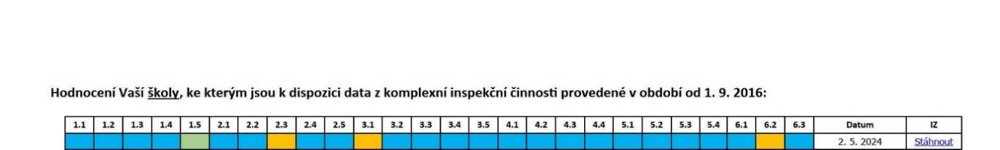 Hodnocení Vaší školy, ke kterým jsou k dispozici data z komplexní inspekční činnosti provedené v období od 1. 9. 2016:
1.1 1.2 1.3 1.4 1.5 2.1 2.2 2.3 2.4 2.5 3.1 3.2 3.3 3.4 3.5 4.1 4.2 4.3 4.4 5.1 5.2 5.3 5.4 6.1 6.2 6.3 Datum IZ
2. 5. 2024 Stáhnout